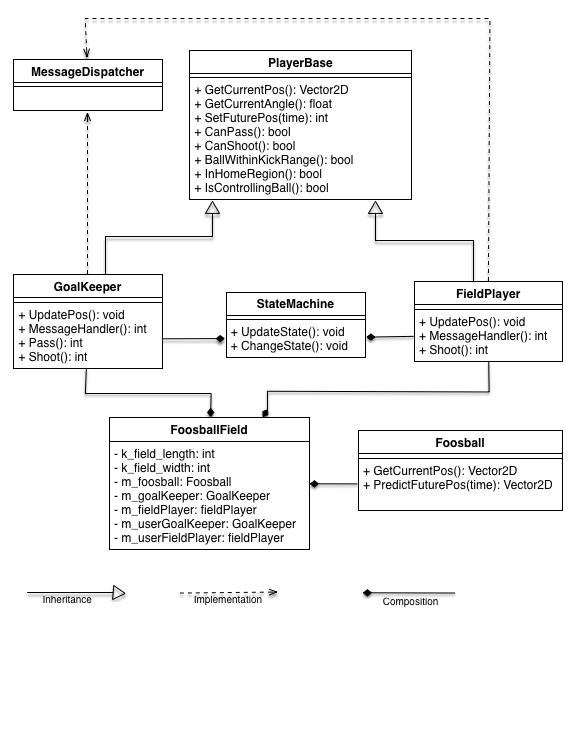 MessageDispatcher
PlayerBase
+ GetCurrentPos(): Vector2D
+ GetCurrentAngle(): float
+ SetFuturePos(time): int
+ CanPass(): bool
+ CanShoot(): bool
+ BallWithinKickRange(): bool
+ InHomeRegion(): bool
+ IsControllingBall(): bool
GoalKeeper
+ UpdatePos(): void
+ MessageHandler(): int
+ Pass(): int
+ Shoot(): int
StateMachine
+ UpdateState(): void
+ ChangeState(): void
FieldPlayer
+ UpdatePos(): void
+ MessageHandler(): int
+ Shoot(): int
FoosballField
- k_field_length: int
- k_field_width: int
- m_foosball: Foosball
- m_goalKeeper: GoalKeeper
- m_fieldPlayer: fieldPlayer
- m_userGoalKeeper: GoalKeeper
- m_userFieldPlayer: fieldPlayer
Foosball
+ GetCurrentPos(): Vector2D
+ PredictFuturePos(time): Vector2D
Inheritance
Implementation
Composition